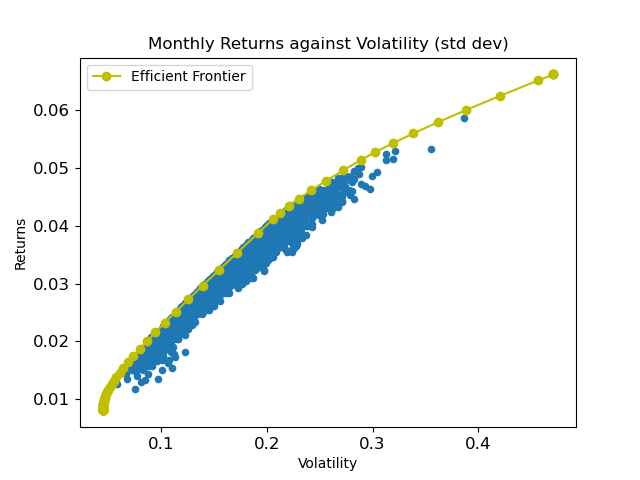 Monthly Returns against Volatility (std dev)
Efficient Frontier
0.06
0.05
0.04
0.03
0.02
0.01
Returns
0.1 0.2 0.3 0.4
Volatility